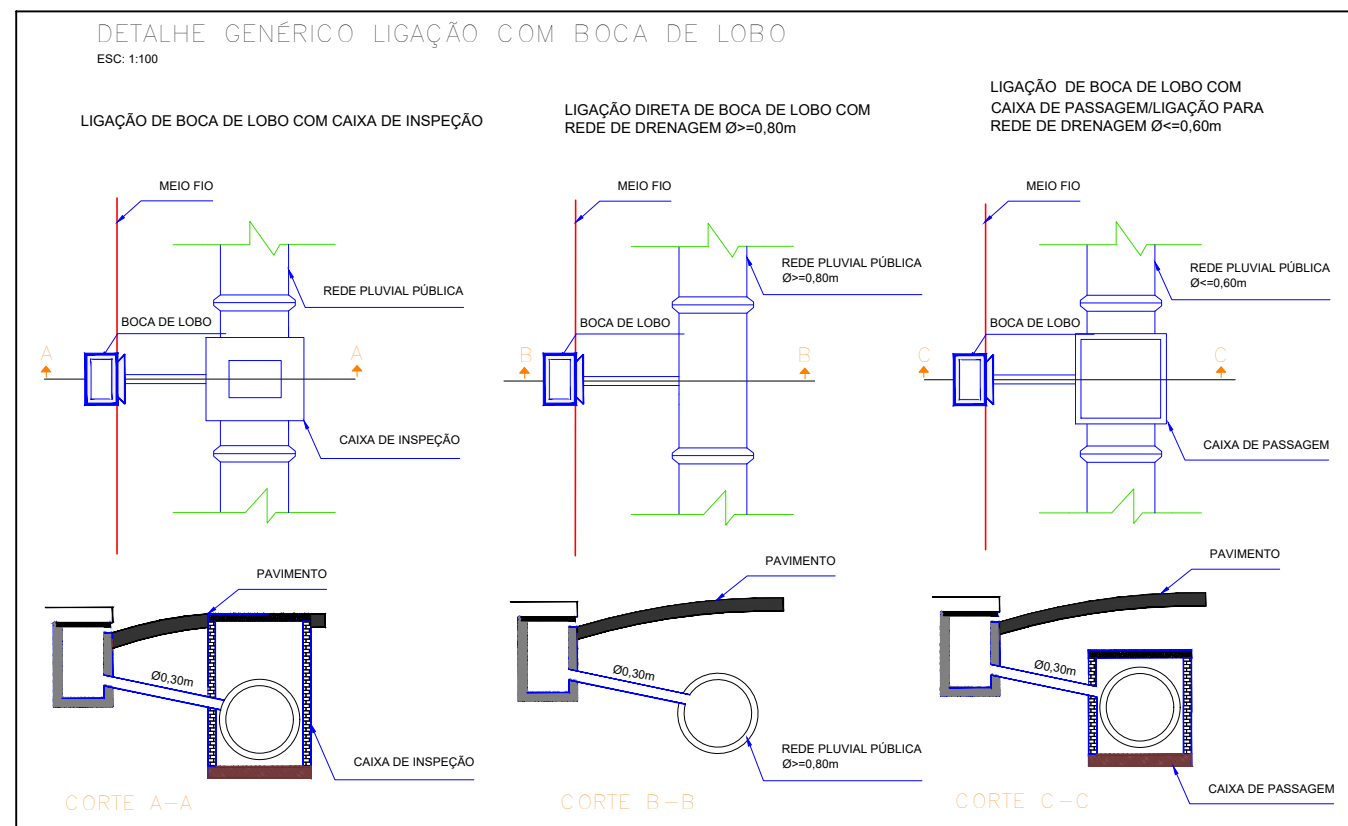 DETALHE GENÉRICO LIGAÇÃO COM BOCA DE LOBO
ESC: 1:100
LIGAÇÃO DE BOCA DE LOBO COM CAIXA DE INSPEÇÃO
MEIO FIO
REDE PLUVIAL PÚBLICA
BOCA DE LOBO
A
A
CAIXA DE INSPEÇÃO
PAVIMENTO
Ø0,30m
CAIXA DE INSPEÇÃO
CORTE A-A
LIGAÇÃO DIRETA DE BOCA DE LOBO COM
REDE DE DRENAGEM Ø>=0,80m
MEIO FIO
REDE PLUVIAL PÚBLICA
Ø>=0,80m
BOCA DE LOBO
B
B
PAVIMENTO
Ø0,30m
REDE PLUVIAL PÚBLICA
Ø>=0,80m
CORTE B-B
LIGAÇÃO DE BOCA DE LOBO COM
CAIXA DE PASSAGEM/LIGAÇÃO PARA
REDE DE DRENAGEM Ø<=0,60m
MEIO FIO
REDE PLUVIAL PÚBLICA
Ø<=0,60m
BOCA DE LOBO
C
C
CAIXA DE PASSAGEM
PAVIMENTO
Ø0,30m
CAIXA DE PASSAGEM
CORTE C-C